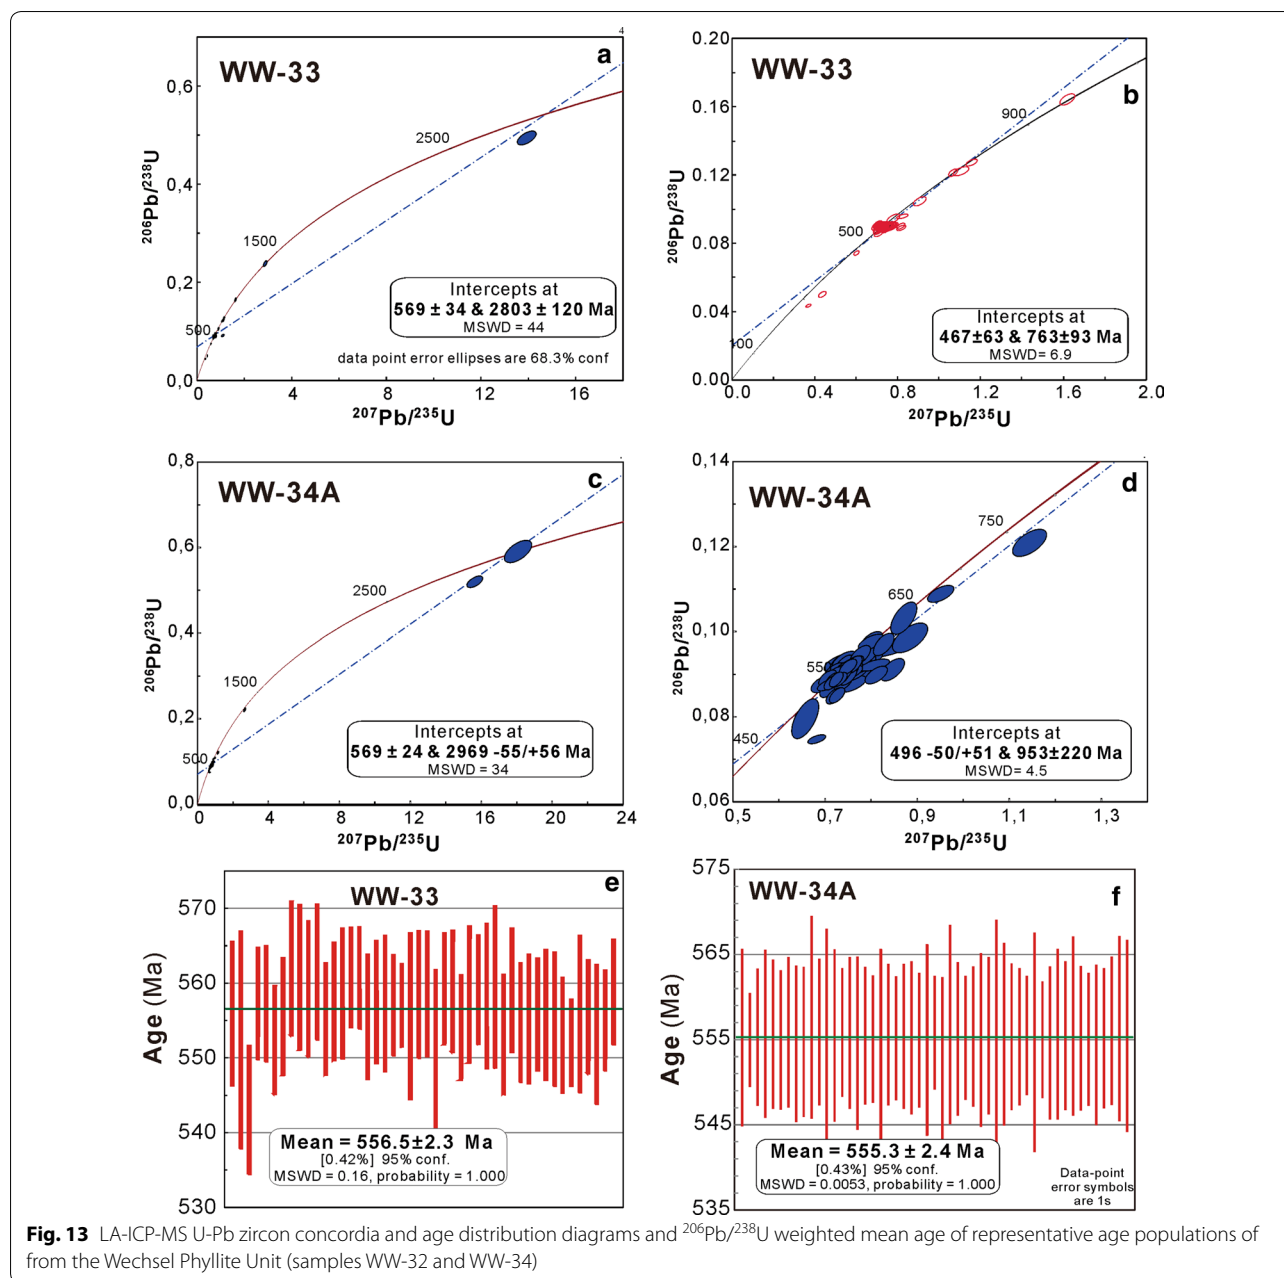 4
a
WW-33
0,6
0,4
0,2
0,0
206Pb/238U
2500
1500
500
Intercepts at
569 ± 34 & 2803 ± 120 Ma
MSWD = 44
data point error ellipses are 68.3% conf
0 4 8 12 16
207Pb/235U
0.20
0.16
0.12
0.08
0.04
0.00
206Pb/238U
WW-33
b
900
500
100
Intercepts at
467±63 & 763±93 Ma
MSWD= 6.9
0.0 0.4 0.8 1.2 1.6 2.0
207Pb/235U
0,8
0,6
0,4
0,2
0,0
206Pb/238U
WW-34A
c
2500
1500
500
Intercepts at
569 ± 24 & 2969 -55/+56 Ma
MSWD = 34
0 4 8 12 16 20 24
207Pb/235U
0,14
0,12
0,10
0,08
0,06
206Pb/238U
WW-34A
d
750
650
550
450
Intercepts at
496 -50/+51 & 953±220 Ma
MSWD= 4.5
0,5 0,7 0,9 1,1 1,3
207Pb/235U
570
560
550
540
530
Age (Ma)
WW-33
e
Mean = 556.5±2.3 Ma
[0.42%] 95% conf.
MSWD = 0.16, probability = 1.000
575
565
555
545
535
Age (Ma)
WW-34A
f
Mean = 555.3 ± 2.4 Ma
[0.43%] 95% conf.
MSWD = 0.0053, probability = 1.000
Data-point
error symbols
are 1s
Fig. 13 LA-ICP-MS U-Pb zircon concordia and age distribution diagrams and 206Pb/238U weighted mean age of representative age populations of
from the Wechsel Phyllite Unit (samples WW-32 and WW-34)